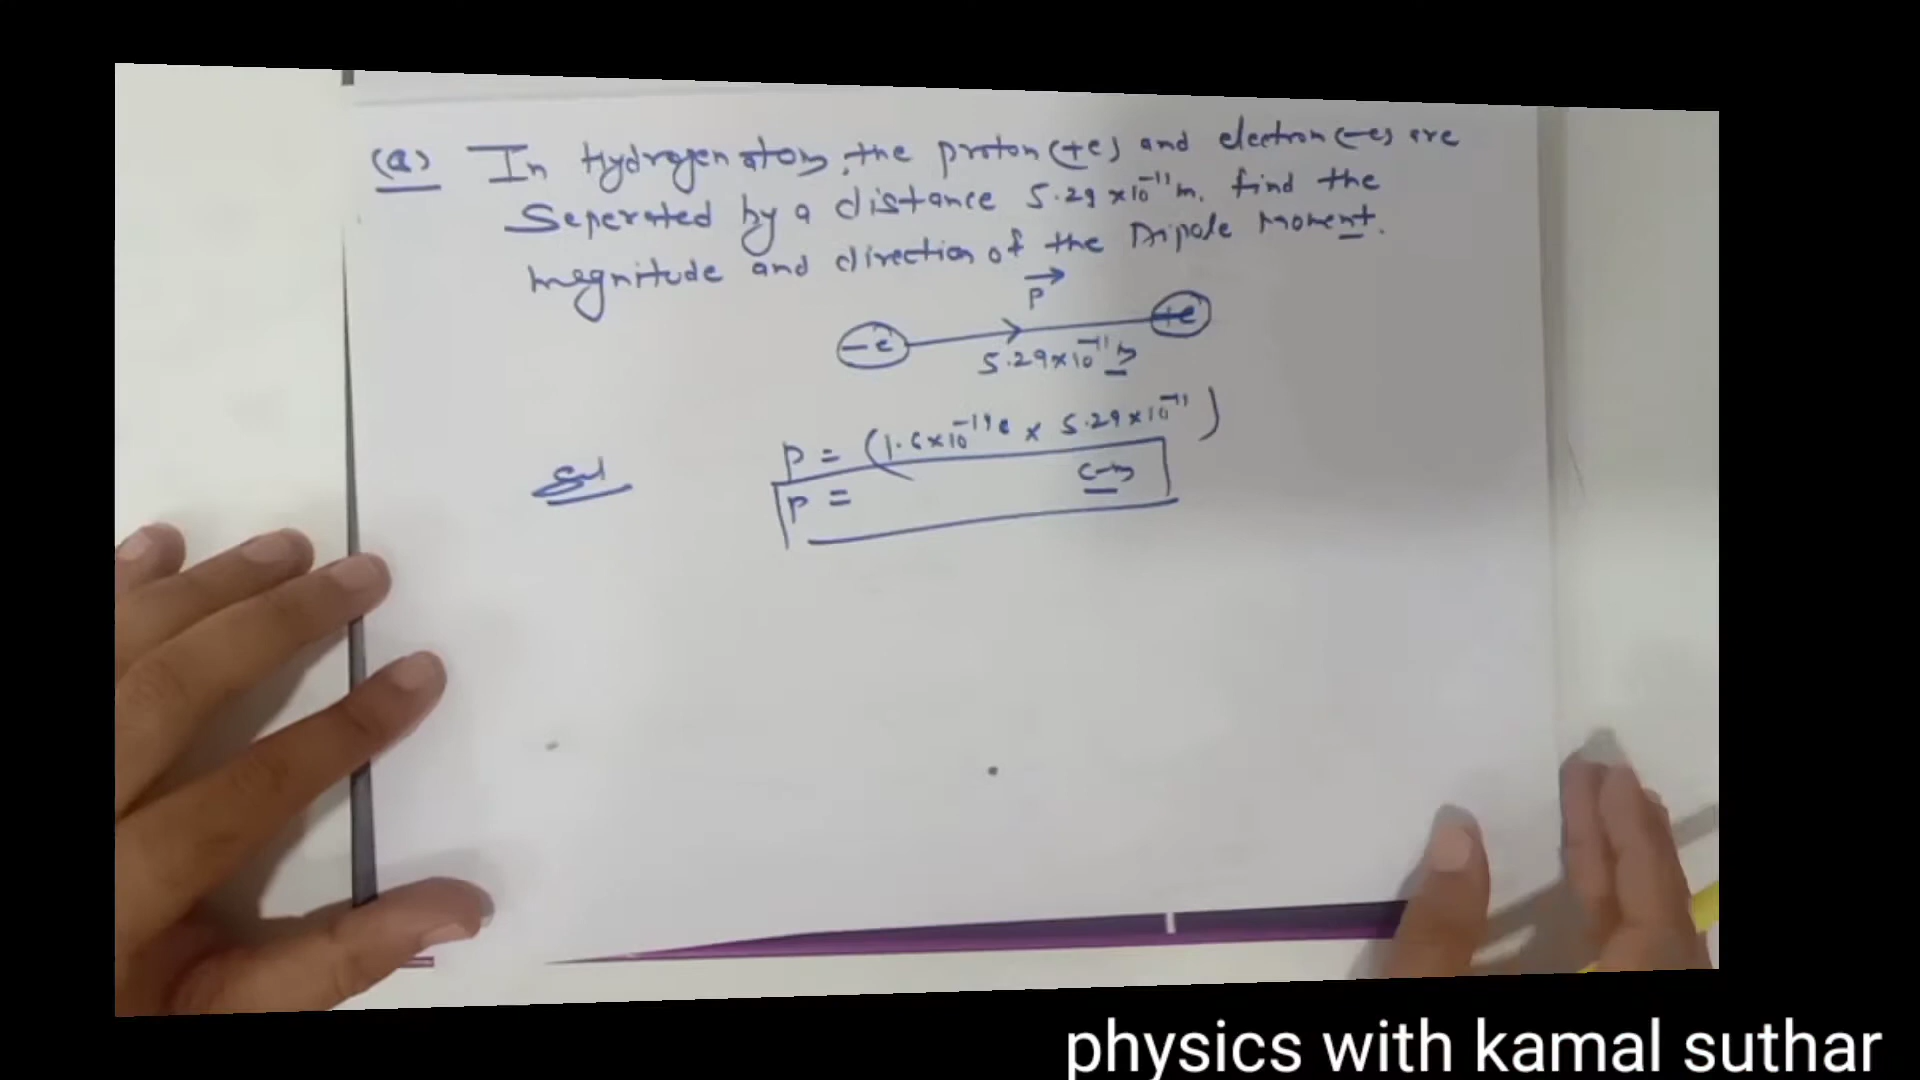 (Q) In Hydrogen atom, the proton (+e) and electron (-e) are
Seperated by a distance 5.29 × 10⁻¹¹ m. find the
megnitude and direction of the Dipole Moment.
P
-e +e
5.29×10⁻¹¹ m
P = (1.6×10⁻¹⁹ c × 5.29×10⁻¹¹)
Sol
P = c-m
physics with kamal suthar